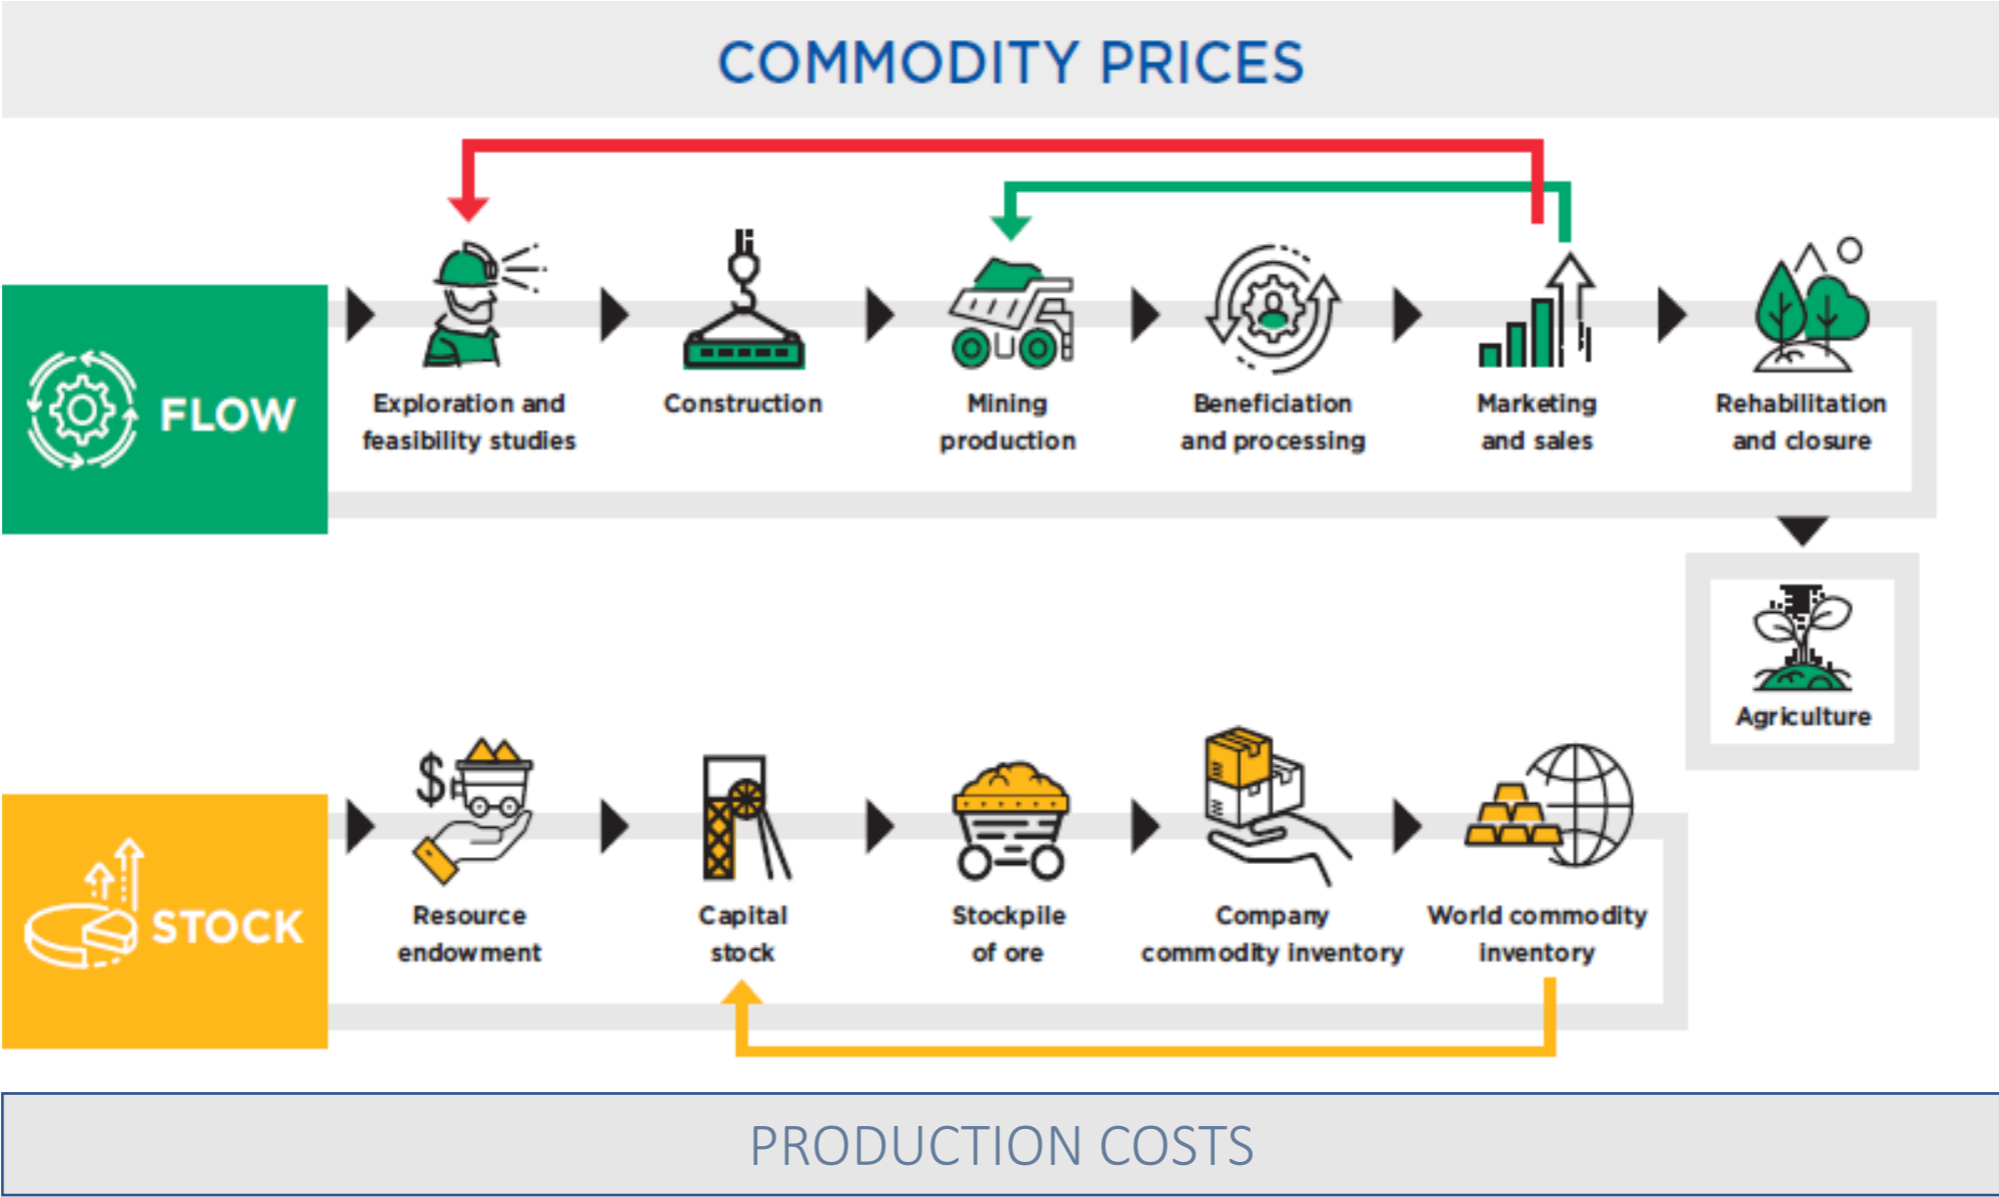 COMMODITY PRICES
FLOW
Exploration and
feasibility studies
Construction
Mining
production
Beneficiation
and processing
Marketing
and sales
Rehabilitation
and closure
Agriculture
STOCK
$
Resource
endowment
Capital
stock
Stockpile
of ore
Company
commodity inventory
World commodity
inventory
PRODUCTION COSTS